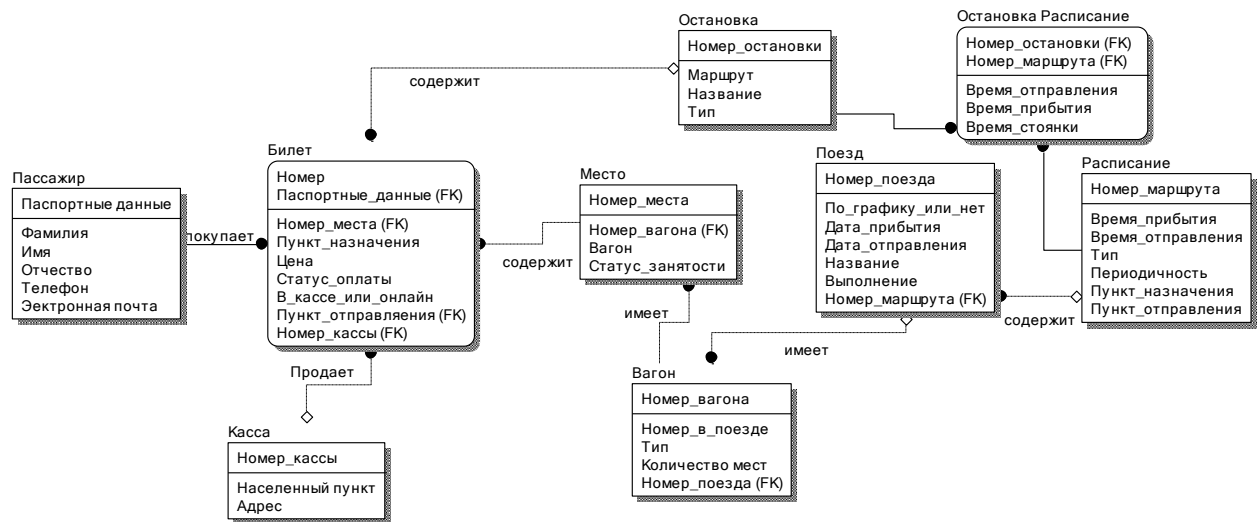 Остановка
Номер_остановки
Маршрут
Название
Тип
Остановка Расписание
Номер_остановки (FK)
Номер_маршрута (FK)
Время_отправления
Время_прибытия
Время_стоянки
содержит
Билет
Номер
Паспортные_данные (FK)
Номер_места (FK)
Пункт_назначения
Цена
Статус_оплаты
В_кассе_или_онлайн
Пункт_отправляения (FK)
Номер_кассы (FK)
Пассажир
Паспортные данные
Фамилия
Имя
Отчество
Телефон
Эектронная почта
покупает
Место
Номер_места
Номер_вагона (FK)
Вагон
Статус_занятости
содержит
Поезд
Номер_поезда
По_графику_или_нет
Дата_прибытия
Дата_отправления
Название
Выполнение
Номер_маршрута (FK)
Расписание
Номер_маршрута
Время_прибытия
Время_отправления
Тип
Периодичность
Пункт_назначения
Пункт_отправления
содержит
имеет
имеет
Продает
Вагон
Номер_вагона
Номер_в_поезде
Тип
Количество мест
Номер_поезда (FK)
Касса
Номер_кассы
Населенный пункт
Адрес